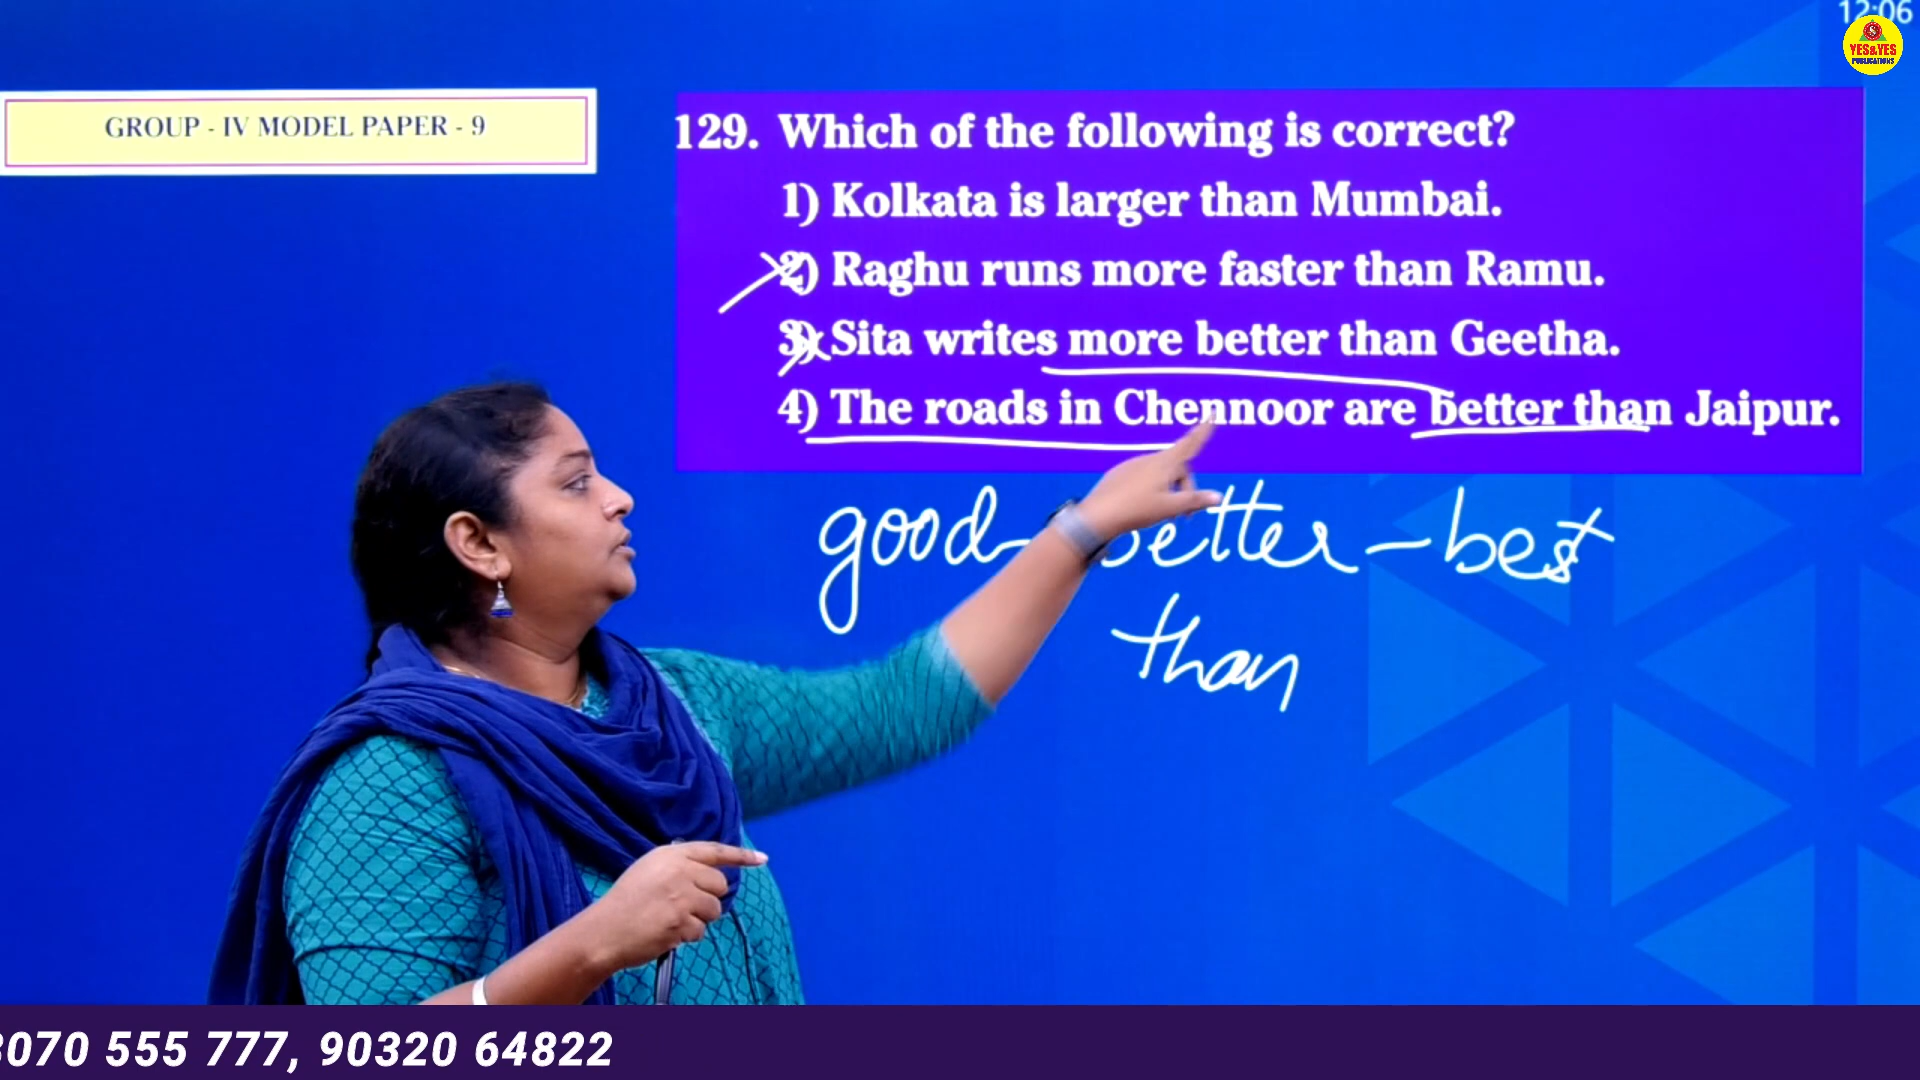 12:06
YES&YES
PUBLICATIONS
GROUP - IV MODEL PAPER - 9
129. Which of the following is correct?
1) Kolkata is larger than Mumbai.
2) Raghu runs more faster than Ramu.
3) Sita writes more better than Geetha.
4) The roads in Chennoor are better than Jaipur.
good - better - best
than
8070 555 777, 90320 64822